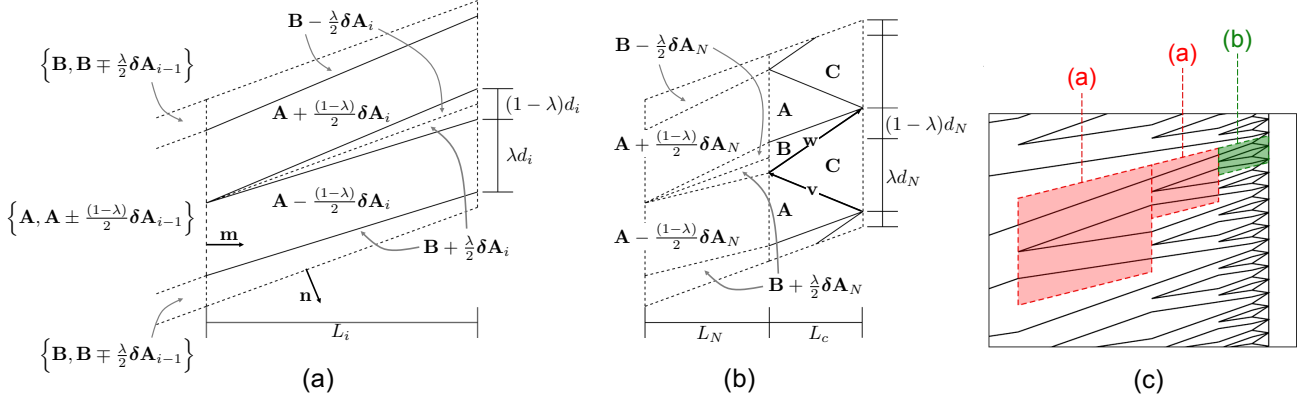 B − λ/2 δA_i
{B, B ∓ λ/2 δA_{i−1}}
A + (1−λ)/2 δA_i
(1 − λ)d_i
λd_i
A − (1−λ)/2 δA_i
{A, A ± (1−λ)/2 δA_{i−1}}
m
B + λ/2 δA_i
n
{B, B ∓ λ/2 δA_{i−1}}
L_i
(a)
B − λ/2 δA_N
C
A
A + (1−λ)/2 δA_N
B
w
(1 − λ)d_N
C
v
λd_N
A
A − (1−λ)/2 δA_N
B + λ/2 δA_N
L_N
L_c
(b)
(a)
(a)
(b)
(c)